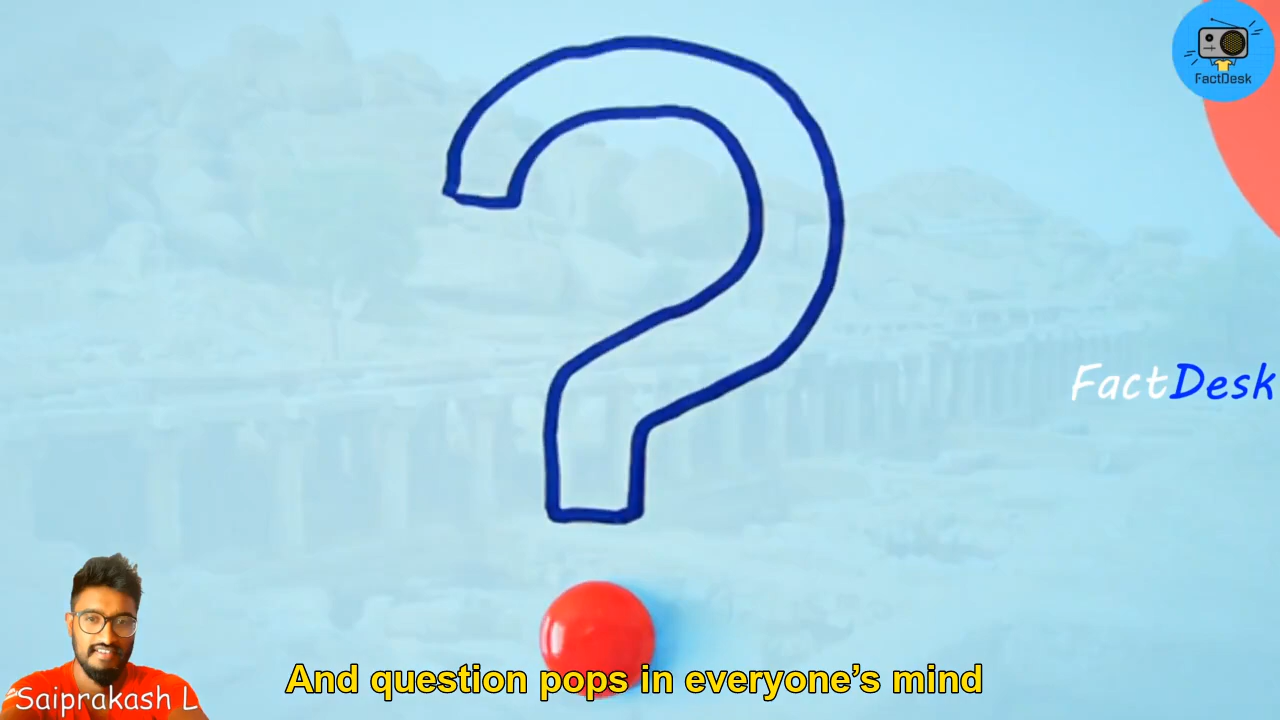 FactDesk
FactDesk
And question pops in everyone’s mind
Saiprakash L